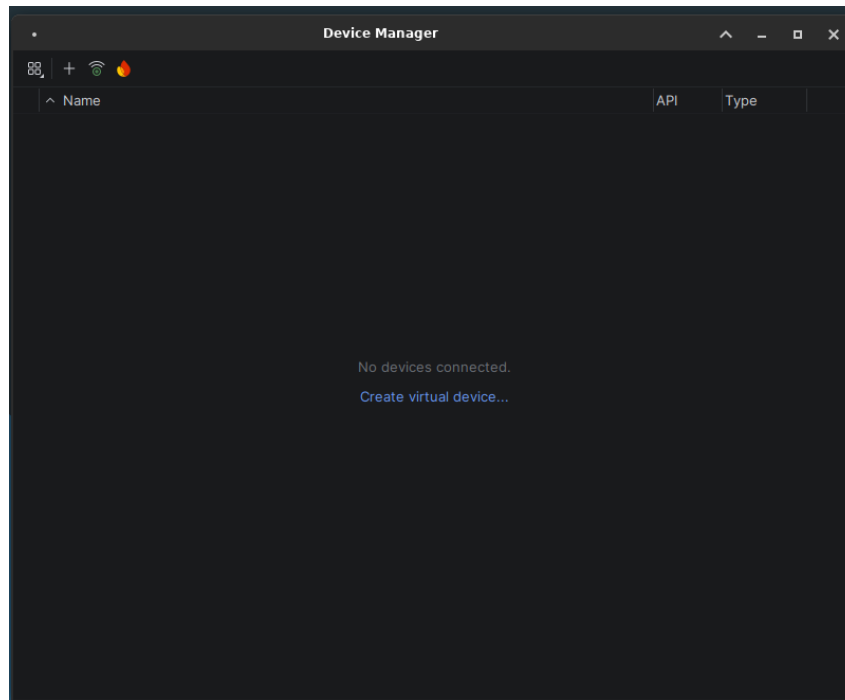 Device Manager
Name
API
Type
No devices connected.
Create virtual device...